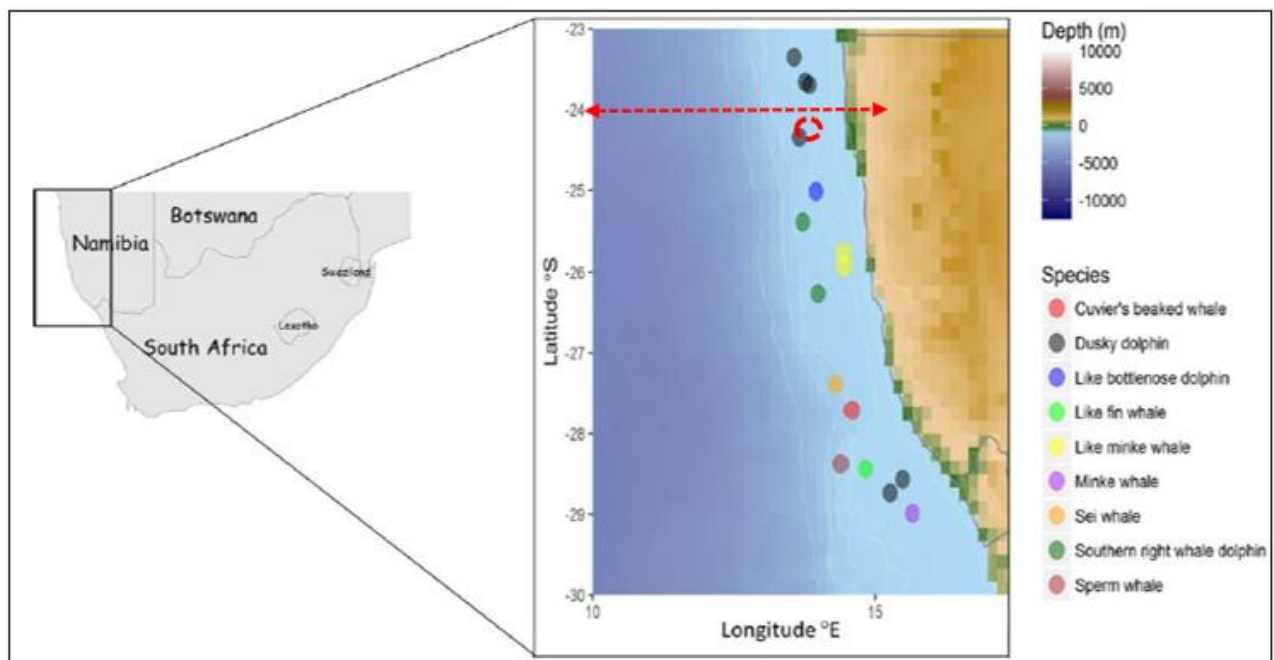 Botswana
Namibia
Swaziland
Lesotho
South Africa
-23
-24
-25
-26
-27
-28
-29
-30
10
15
Latitude °S
Longitude °E
Depth (m)
10000
5000
0
-5000
-10000
Species
Cuvier's beaked whale
Dusky dolphin
Like bottlenose dolphin
Like fin whale
Like minke whale
Minke whale
Sei whale
Southern right whale dolphin
Sperm whale